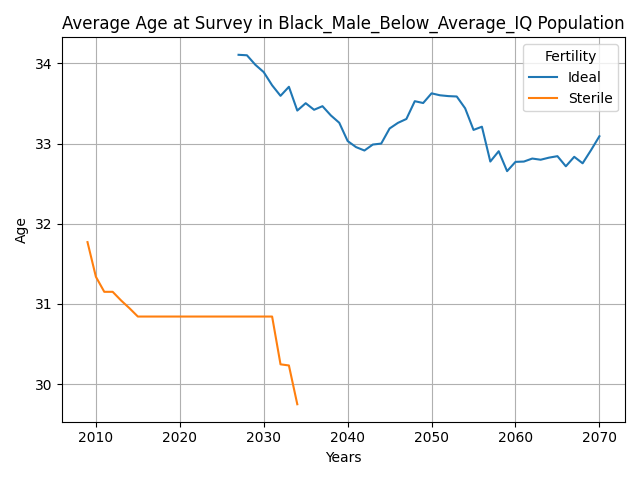 Average Age at Survey in Black_Male_Below_Average_IQ Population
Fertility
Ideal
Sterile
34
33
32
31
30
Age
2010 2020 2030 2040 2050 2060 2070
Years